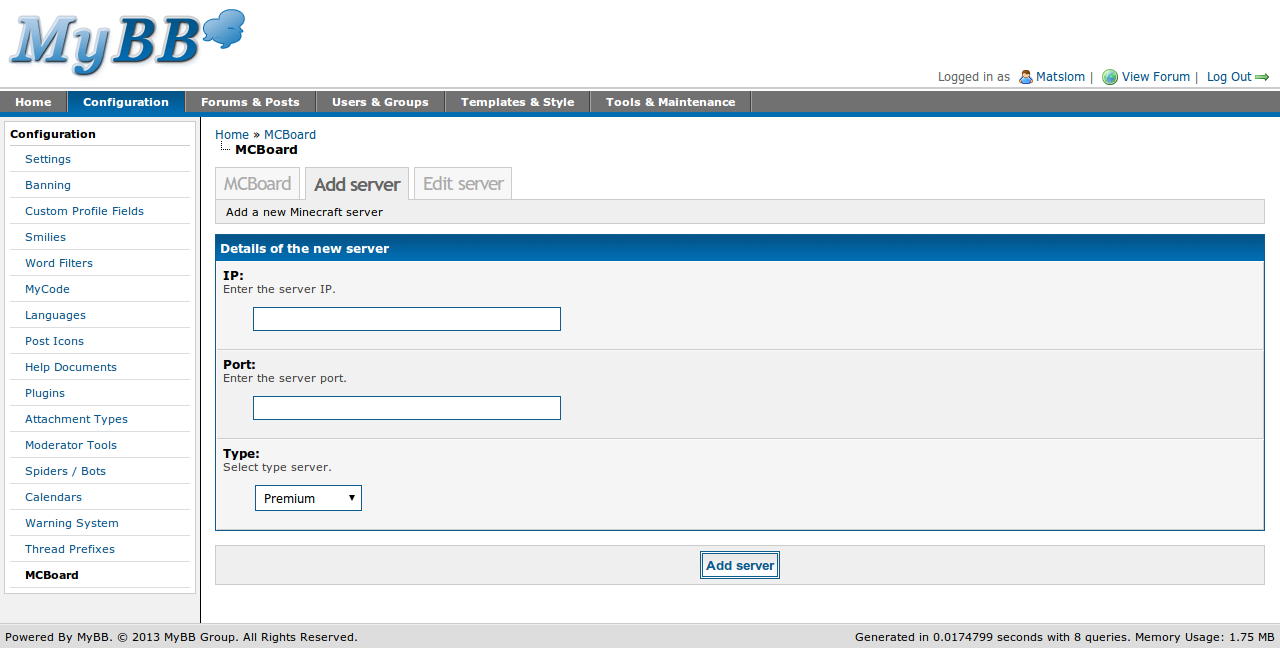 MyBB
Logged in as Matslom | View Forum | Log Out
Home Configuration Forums & Posts Users & Groups Templates & Style Tools & Maintenance
Configuration
Settings
Banning
Custom Profile Fields
Smilies
Word Filters
MyCode
Languages
Post Icons
Help Documents
Plugins
Attachment Types
Moderator Tools
Spiders / Bots
Calendars
Warning System
Thread Prefixes
MCBoard
Home » MCBoard
MCBoard
MCBoard Add server Edit server
Add a new Minecraft server
Details of the new server
IP:
Enter the server IP.
Port:
Enter the server port.
Type:
Select type server.
Premium
Add server
Powered By MyBB. © 2013 MyBB Group. All Rights Reserved.
Generated in 0.0174799 seconds with 8 queries. Memory Usage: 1.75 MB